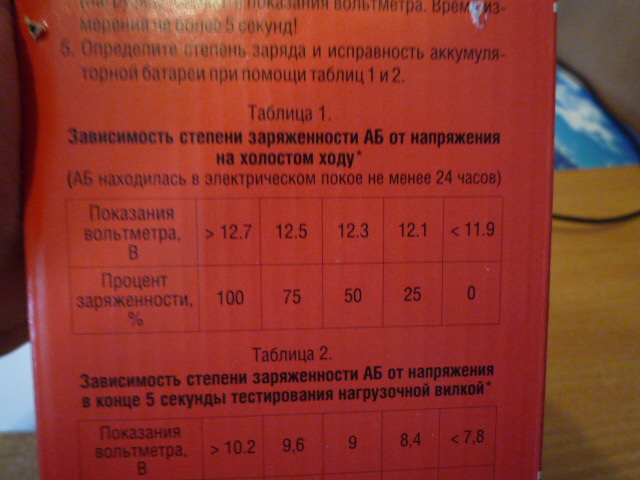 показания вольтметра. Время из-
мерений не более 5 секунд!
5. Определите степень заряда и исправность аккумуля-
торной батареи при помощи таблиц 1 и 2.
Таблица 1.
Зависимость степени заряженности АБ от напряжения
на холостом ходу*
(АБ находилась в электрическом покое не менее 24 часов)
Показания
вольтметра,
В
> 12.7 12.5 12.3 12.1 < 11.9
Процент
заряженности,
%
100 75 50 25 0
Таблица 2.
Зависимость степени заряженности АБ от напряжения
в конце 5 секунды тестирования нагрузочной вилкой*
Показания
вольтметра,
В
> 10.2 9,6 9 8,4 < 7,8